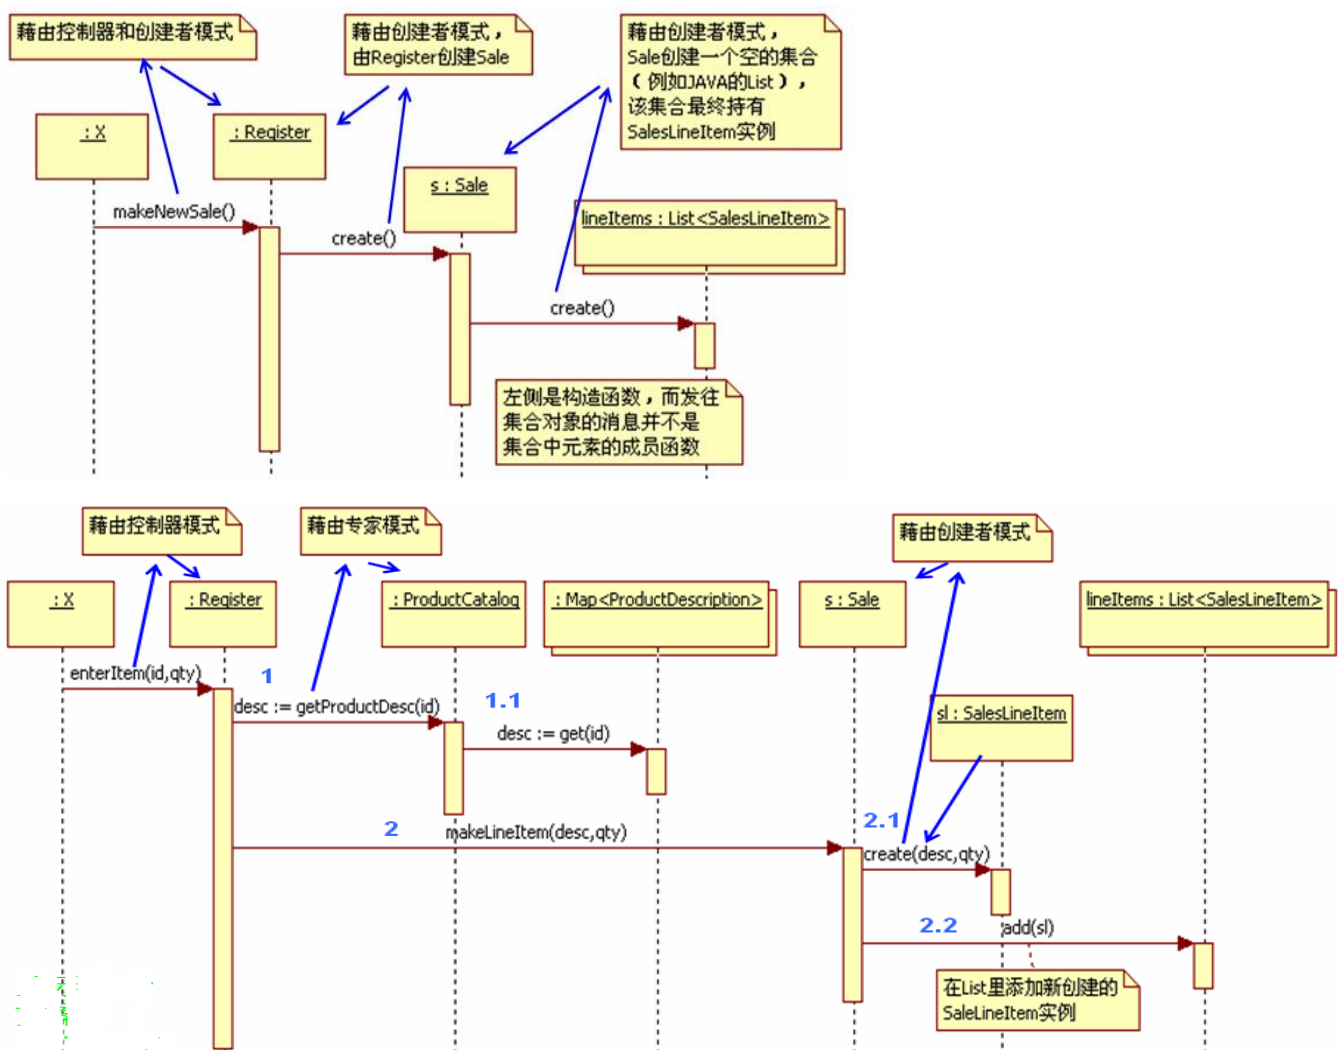 藉由控制器和创建者模式
藉由创建者模式，
由Register创建Sale
藉由创建者模式，
Sale创建一个空的集合
（例如JAVA的List），
该集合最终持有
SalesLineItem实例
: X
: Register
s : Sale
lineItems : List<SalesLineItem>
makeNewSale()
create()
create()
左侧是构造函数，而发往
集合对象的消息并不是
集合中元素的成员函数
藉由控制器模式
藉由专家模式
藉由创建者模式
: X
: Register
: ProductCatalog
: Map<ProductDescription>
s : Sale
lineItems : List<SalesLineItem>
enterItem(id,qty)
1
desc := getProductDesc(id)
1.1
desc := get(id)
sl : SalesLineItem
2
makeLineItem(desc,qty)
2.1
create(desc,qty)
2.2
add(sl)
在List里添加新创建的
SaleLineItem实例